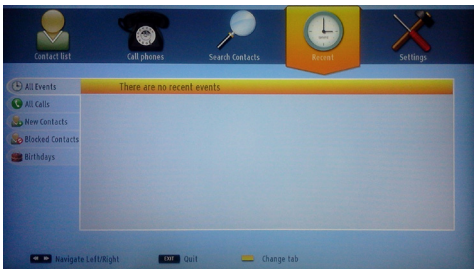 Contact list
Call phones
Search Contacts
Recent
Settings
All Events
There are no recent events
All Calls
New Contacts
Blocked Contacts
Birthdays
Navigate Left/Right
EXIT
Quit
Change tab